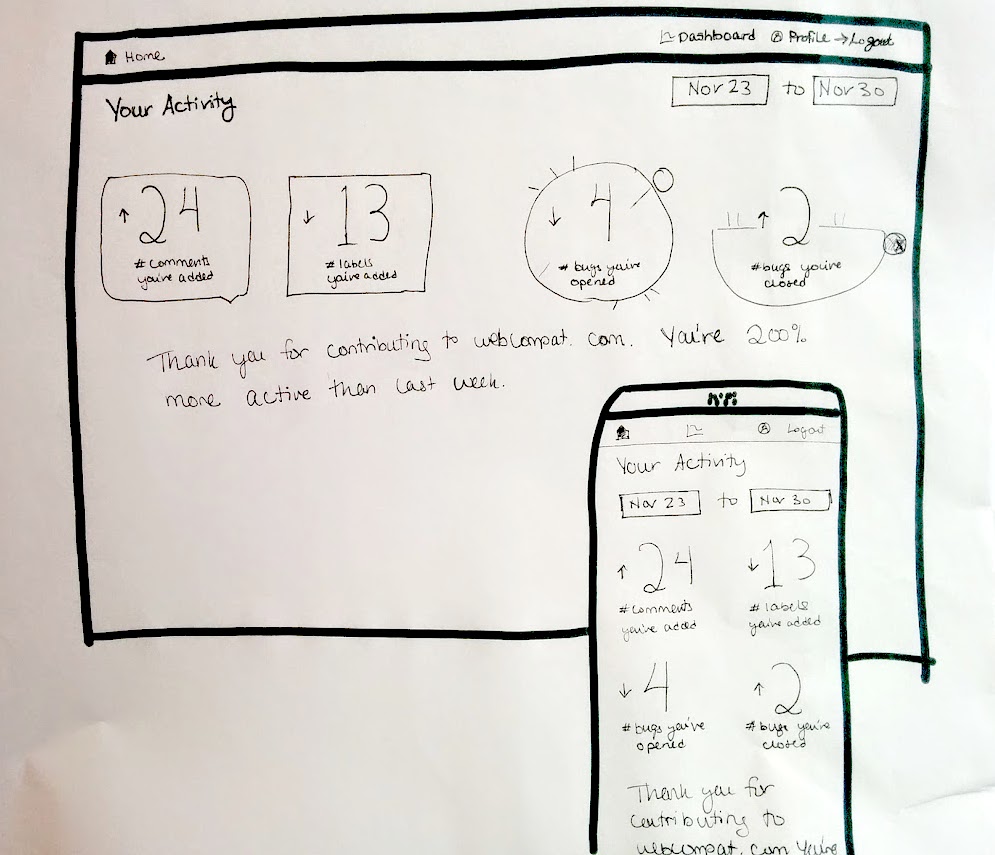 Home
Dashboard Profile → Logout
Your Activity
Nov 23 to Nov 30
↑ 24
# comments
you've added
↓ 13
# labels
you've added
↓ 4
# bugs you've
opened
↑ 2
# bugs you've
closed
Thank you for contributing to webcompat.com. You're 200%
more active than last week.
Logout
Your Activity
Nov 23 to Nov 30
↑ 24
# comments
you've added
↓ 13
# labels
you've added
↓ 4
# bugs you've
opened
↑ 2
# bugs you've
closed
Thank you for
contributing to
webcompat.com You're